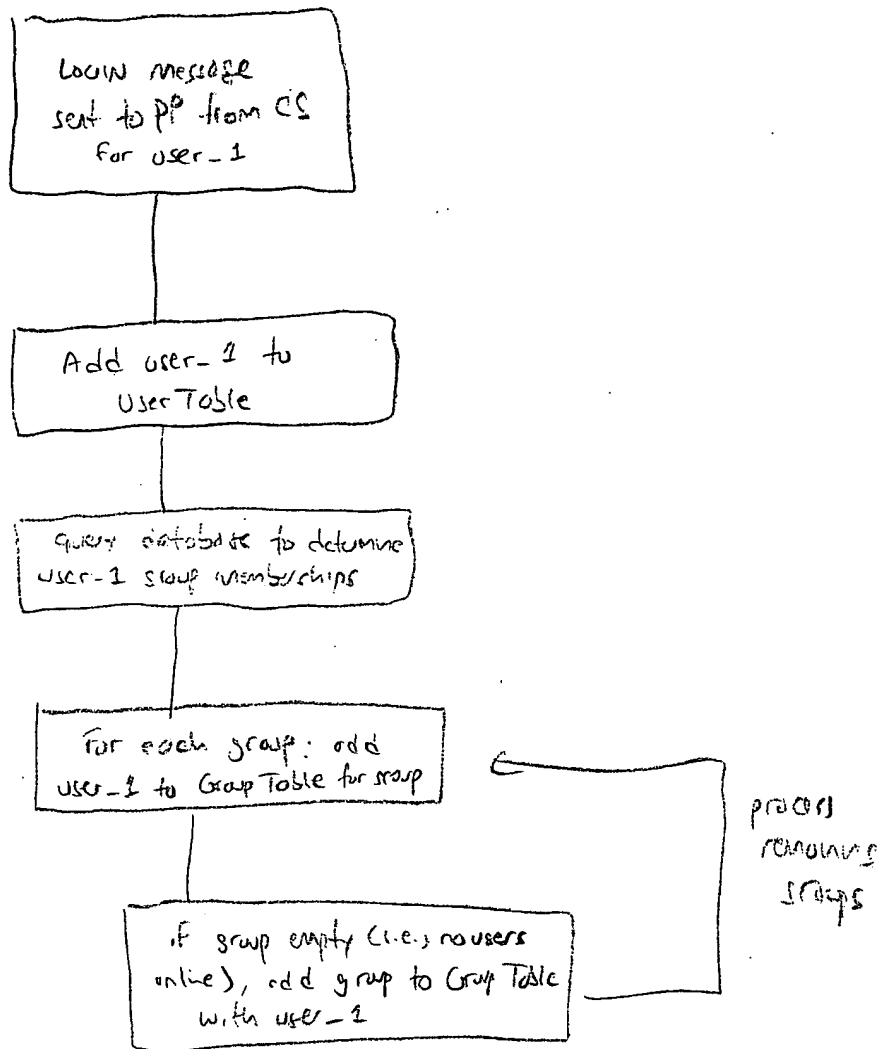 LOGIN message
sent to PP from CS
for user_1
Add user_1 to
User Table
query database to determine
user_1 group memberships
For each group: add
user_1 to Group Table for group
process
remaining
groups
if group empty (i.e., no users
online), add group to Group Table
with user_1